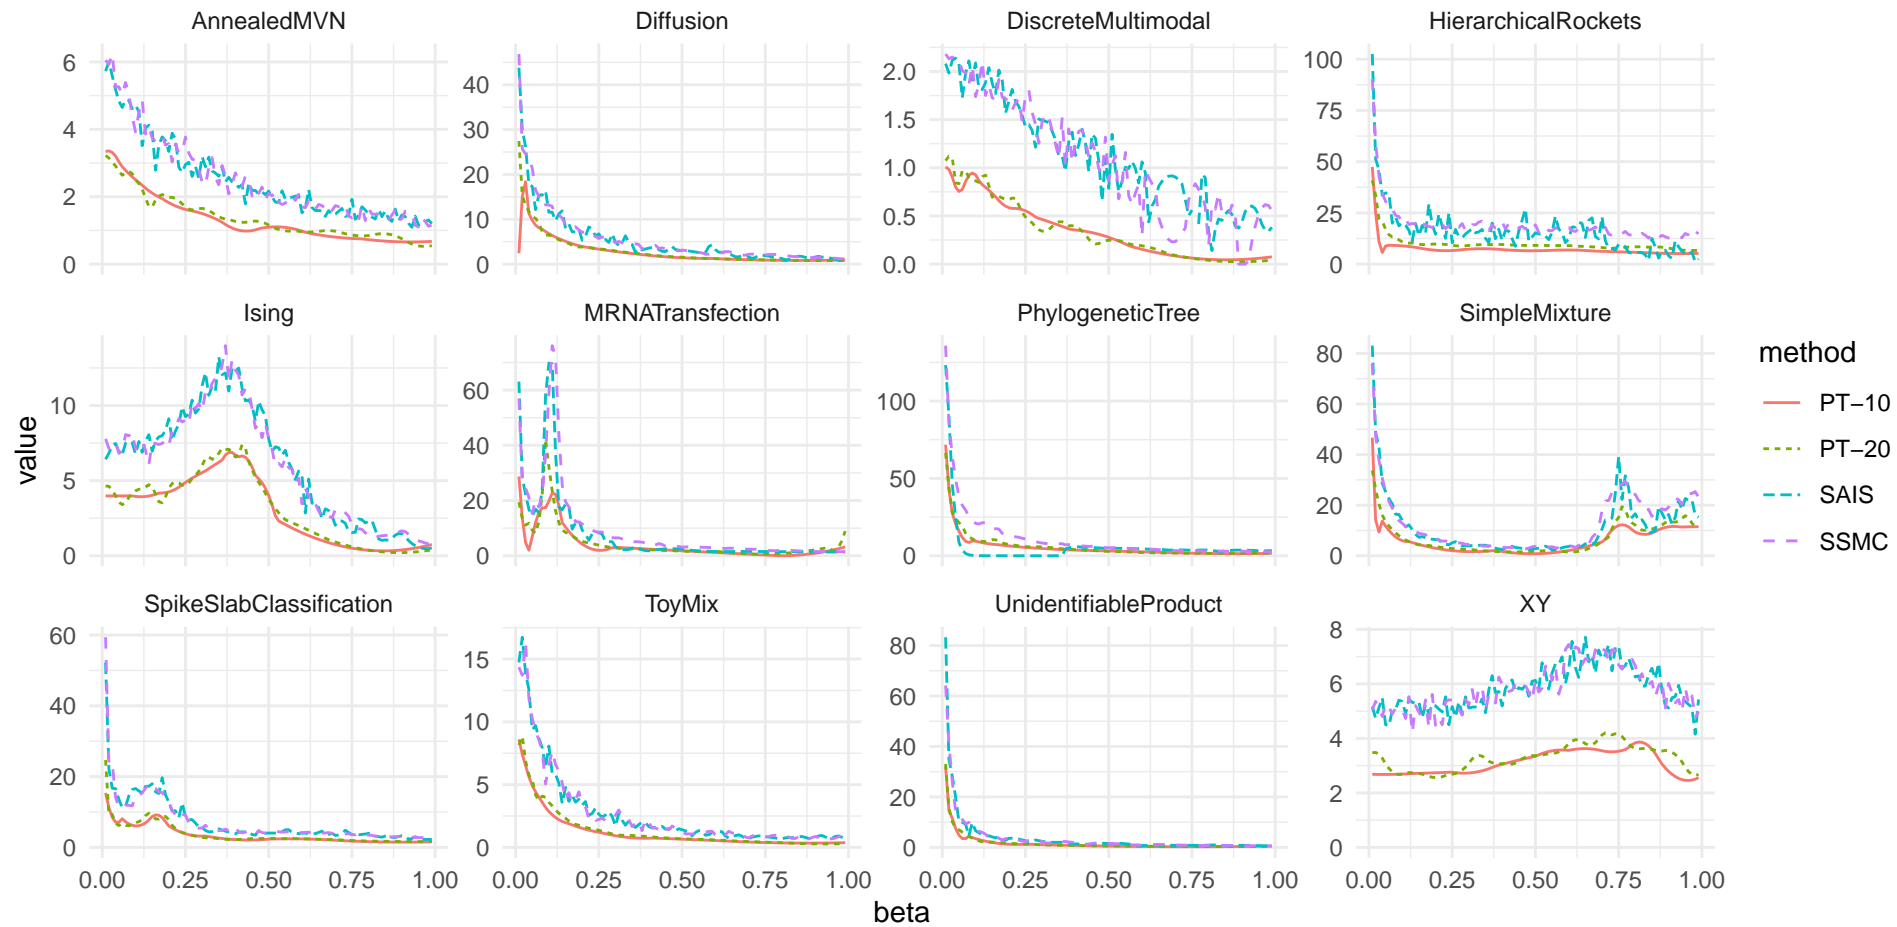 AnnealedMVN Diffusion DiscreteMultimodal HierarchicalRockets
6 4 2 0
40 30 20 10 0
2.0 1.5 1.0 0.5 0.0
100 75 50 25 0
Ising MRNATransfection PhylogeneticTree SimpleMixture
10 5 0
60 40 20 0
100 50 0
80 60 40 20 0
value
method
PT−10
PT−20
SAIS
SSMC
SpikeSlabClassification ToyMix UnidentifiableProduct XY
60 40 20 0
15 10 5 0
80 60 40 20 0
8 6 4 2 0
0.00 0.25 0.50 0.75 1.00 0.00 0.25 0.50 0.75 1.00 0.00 0.25 0.50 0.75 1.00 0.00 0.25 0.50 0.75 1.00
beta